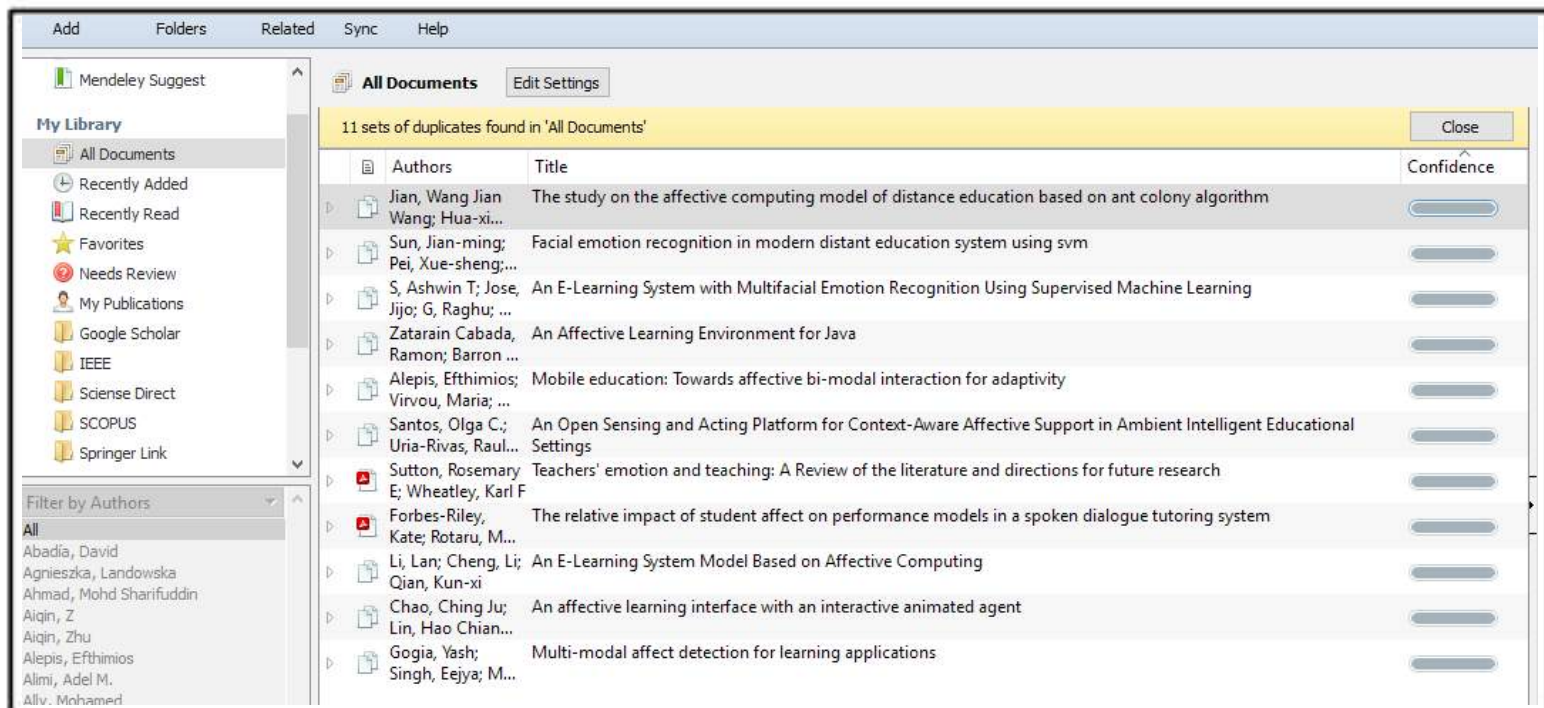 Add Folders Related Sync Help
Mendeley Suggest
My Library
All Documents
Recently Added
Recently Read
Favorites
Needs Review
My Publications
Google Scholar
IEEE
Sciense Direct
SCOPUS
Springer Link
Filter by Authors
All
Abadía, David
Agnieszka, Landowska
Ahmad, Mohd Sharifuddin
Aiqin, Z
Aiqin, Zhu
Alepis, Efthimios
Alimi, Adel M.
Ally, Mohamed
All Documents Edit Settings
11 sets of duplicates found in 'All Documents' Close
Authors Title Confidence
Jian, Wang Jian The study on the affective computing model of distance education based on ant colony algorithm
Wang; Hua-xi...
Sun, Jian-ming; Facial emotion recognition in modern distant education system using svm
Pei, Xue-sheng;...
S, Ashwin T; Jose, An E-Learning System with Multifacial Emotion Recognition Using Supervised Machine Learning
Jijo; G, Raghu; ...
Zatarain Cabada, An Affective Learning Environment for Java
Ramon; Barron ...
Alepis, Efthimios; Mobile education: Towards affective bi-modal interaction for adaptivity
Virvou, Maria; ...
Santos, Olga C.; An Open Sensing and Acting Platform for Context-Aware Affective Support in Ambient Intelligent Educational
Uria-Rivas, Raul... Settings
Sutton, Rosemary Teachers' emotion and teaching: A Review of the literature and directions for future research
E; Wheatley, Karl F
Forbes-Riley, The relative impact of student affect on performance models in a spoken dialogue tutoring system
Kate; Rotaru, M...
Li, Lan; Cheng, Li; An E-Learning System Model Based on Affective Computing
Qian, Kun-xi
Chao, Ching Ju; An affective learning interface with an interactive animated agent
Lin, Hao Chian...
Gogia, Yash; Multi-modal affect detection for learning applications
Singh, Eejya; M...